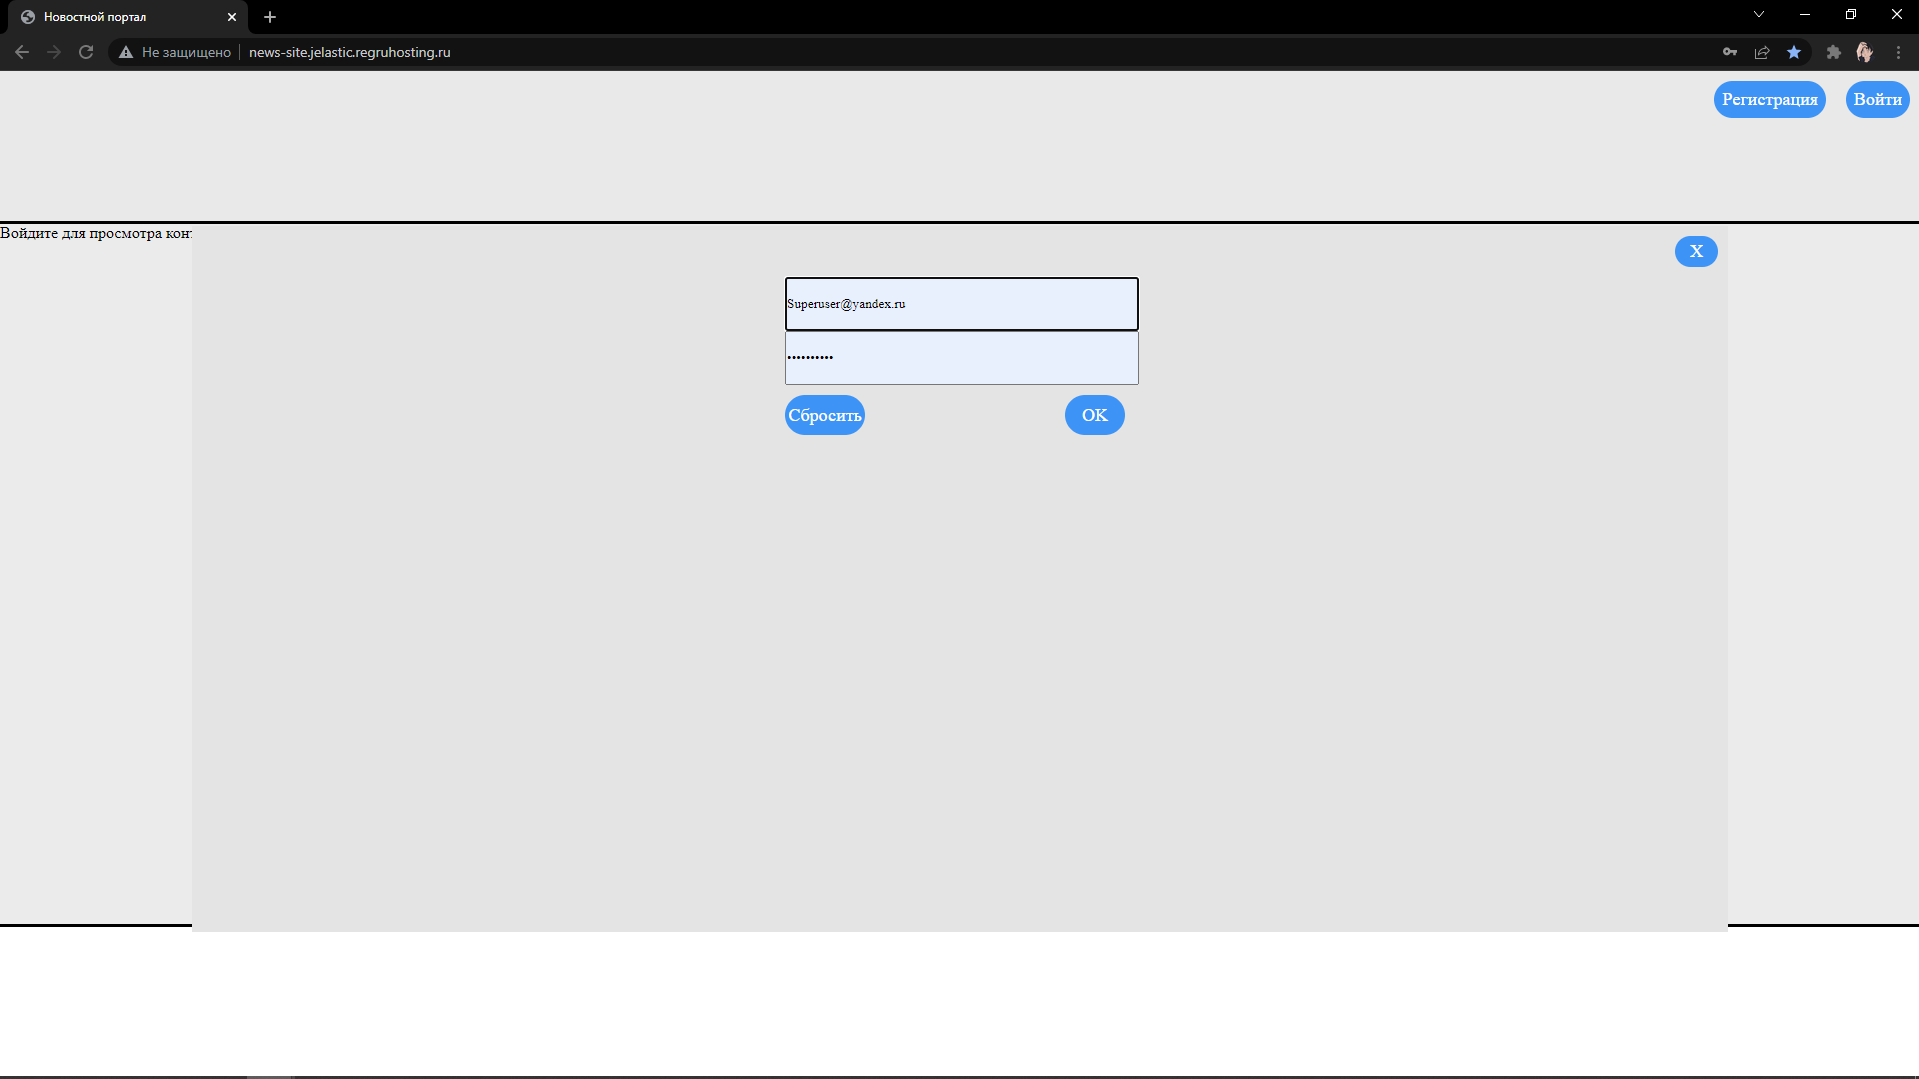 Новостной портал
Не защищено
news-site.jelastic.regruhosting.ru
Регистрация
Войти
Войдите для просмотра кон
X
Superuser@yandex.ru
••••••••••
Сбросить
OK